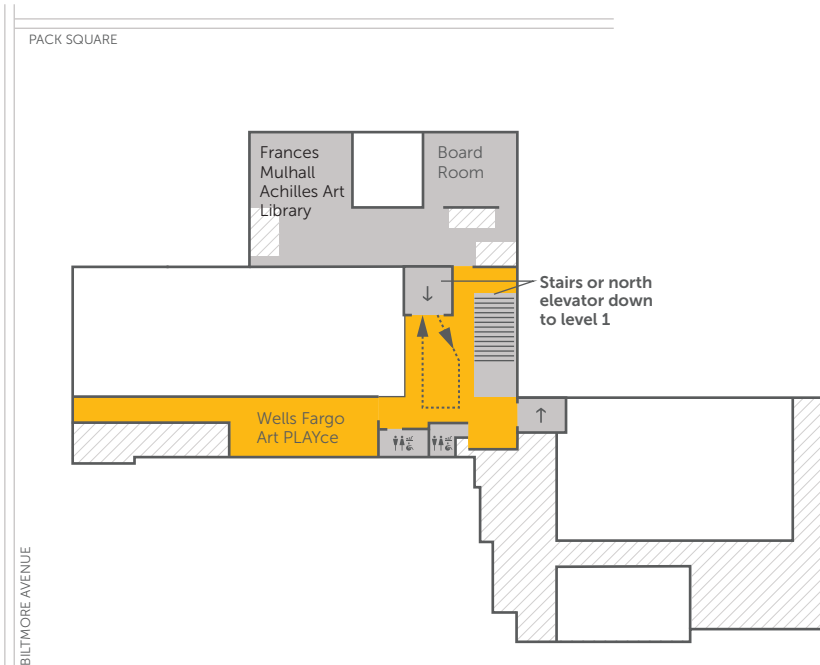 PACK SQUARE
Frances
Mulhall
Achilles Art
Library
Board
Room
Stairs or north
elevator down
to level 1
Wells Fargo
Art PLAYce
BILTMORE AVENUE